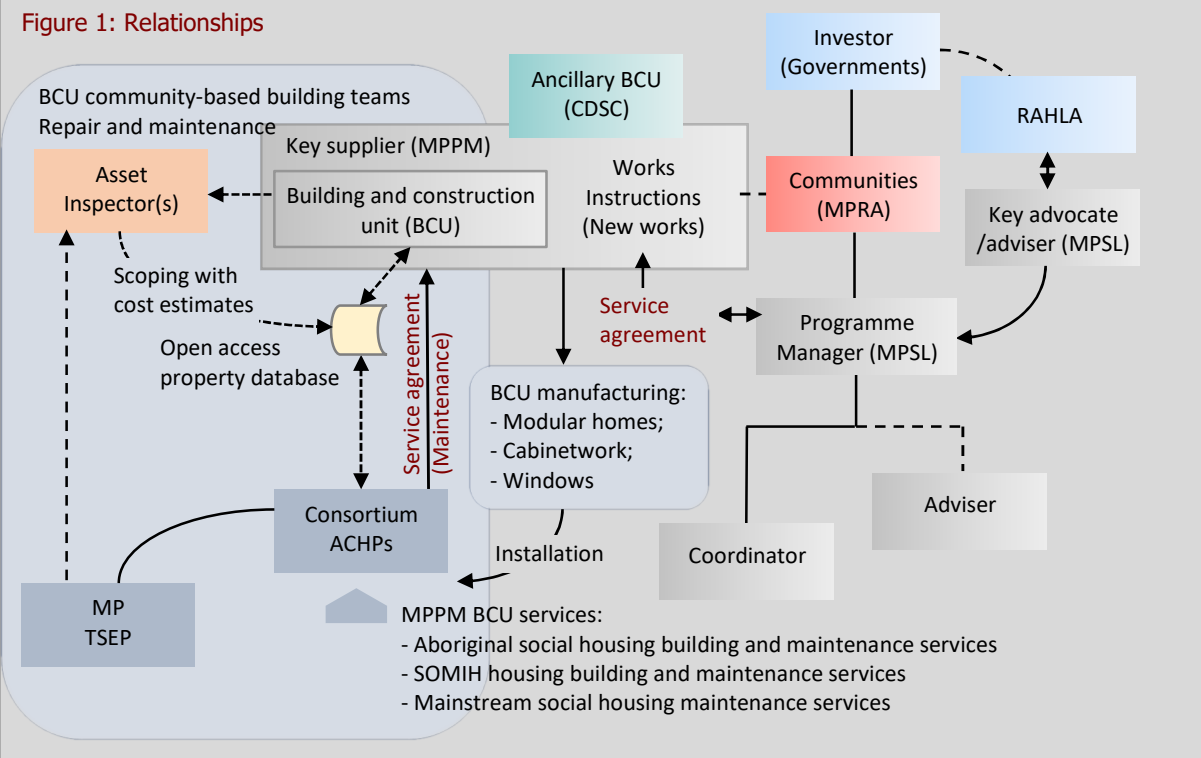 Figure 1: Relationships
BCU community-based building teams
Repair and maintenance
Asset
Inspector(s)
Scoping with
cost estimates
Open access
property database
Key supplier (MPPM)
Building and construction
unit (BCU)
Ancillary BCU
(CDSC)
Works
Instructions
(New works)
Investor
(Governments)
RAHLA
Communities
(MPRA)
Key advocate
/adviser (MPSL)
Service
agreement
Programme
Manager (MPSL)
Service agreement
(Maintenance)
BCU manufacturing:
- Modular homes;
- Cabinetwork;
- Windows
Adviser
Coordinator
Consortium
ACHPs
Installation
MP
TSEP
MPPM BCU services:
- Aboriginal social housing building and maintenance services
- SOMIH housing building and maintenance services
- Mainstream social housing maintenance services